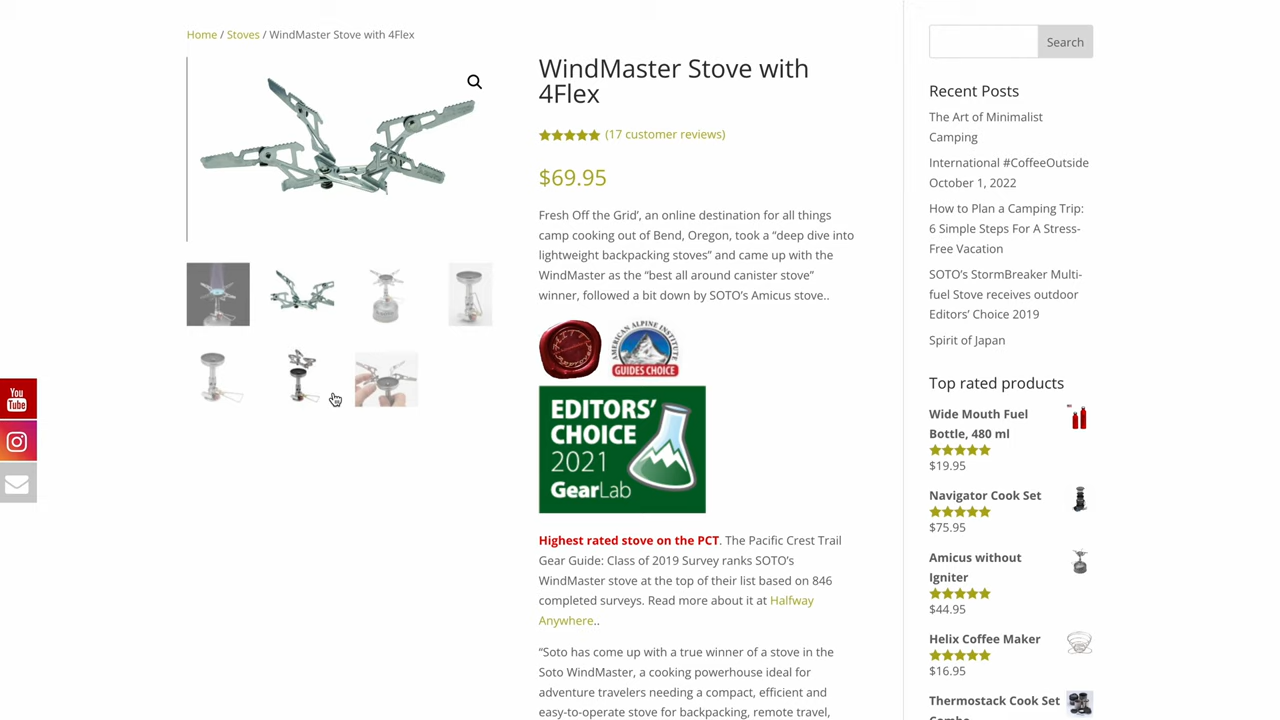 Home / Stoves / WindMaster Stove with 4Flex
WindMaster Stove with
4Flex
(17 customer reviews)
$69.95
Fresh Off the Grid’, an online destination for all things
camp cooking out of Bend, Oregon, took a “deep dive into
lightweight backpacking stoves” and came up with the
WindMaster as the “best all around canister stove”
winner, followed a bit down by SOTO’s Amicus stove..
AMERICAN ALPINE INSTITUTE
GUIDES CHOICE
EDITORS’
CHOICE
2021
GearLab
Highest rated stove on the PCT. The Pacific Crest Trail
Gear Guide: Class of 2019 Survey ranks SOTO’s
WindMaster stove at the top of their list based on 846
completed surveys. Read more about it at Halfway
Anywhere..
“Soto has come up with a true winner of a stove in the
Soto WindMaster, a cooking powerhouse ideal for
adventure travelers needing a compact, efficient and
easy-to-operate stove for backpacking, remote travel,
Search
Recent Posts
The Art of Minimalist
Camping
International #CoffeeOutside
October 1, 2022
How to Plan a Camping Trip:
6 Simple Steps For A Stress-
Free Vacation
SOTO’s StormBreaker Multi-
fuel Stove receives outdoor
Editors’ Choice 2019
Spirit of Japan
Top rated products
Wide Mouth Fuel
Bottle, 480 ml
$19.95
Navigator Cook Set
$75.95
Amicus without
Igniter
$44.95
Helix Coffee Maker
$16.95
Thermostack Cook Set
Combo
You
Tube